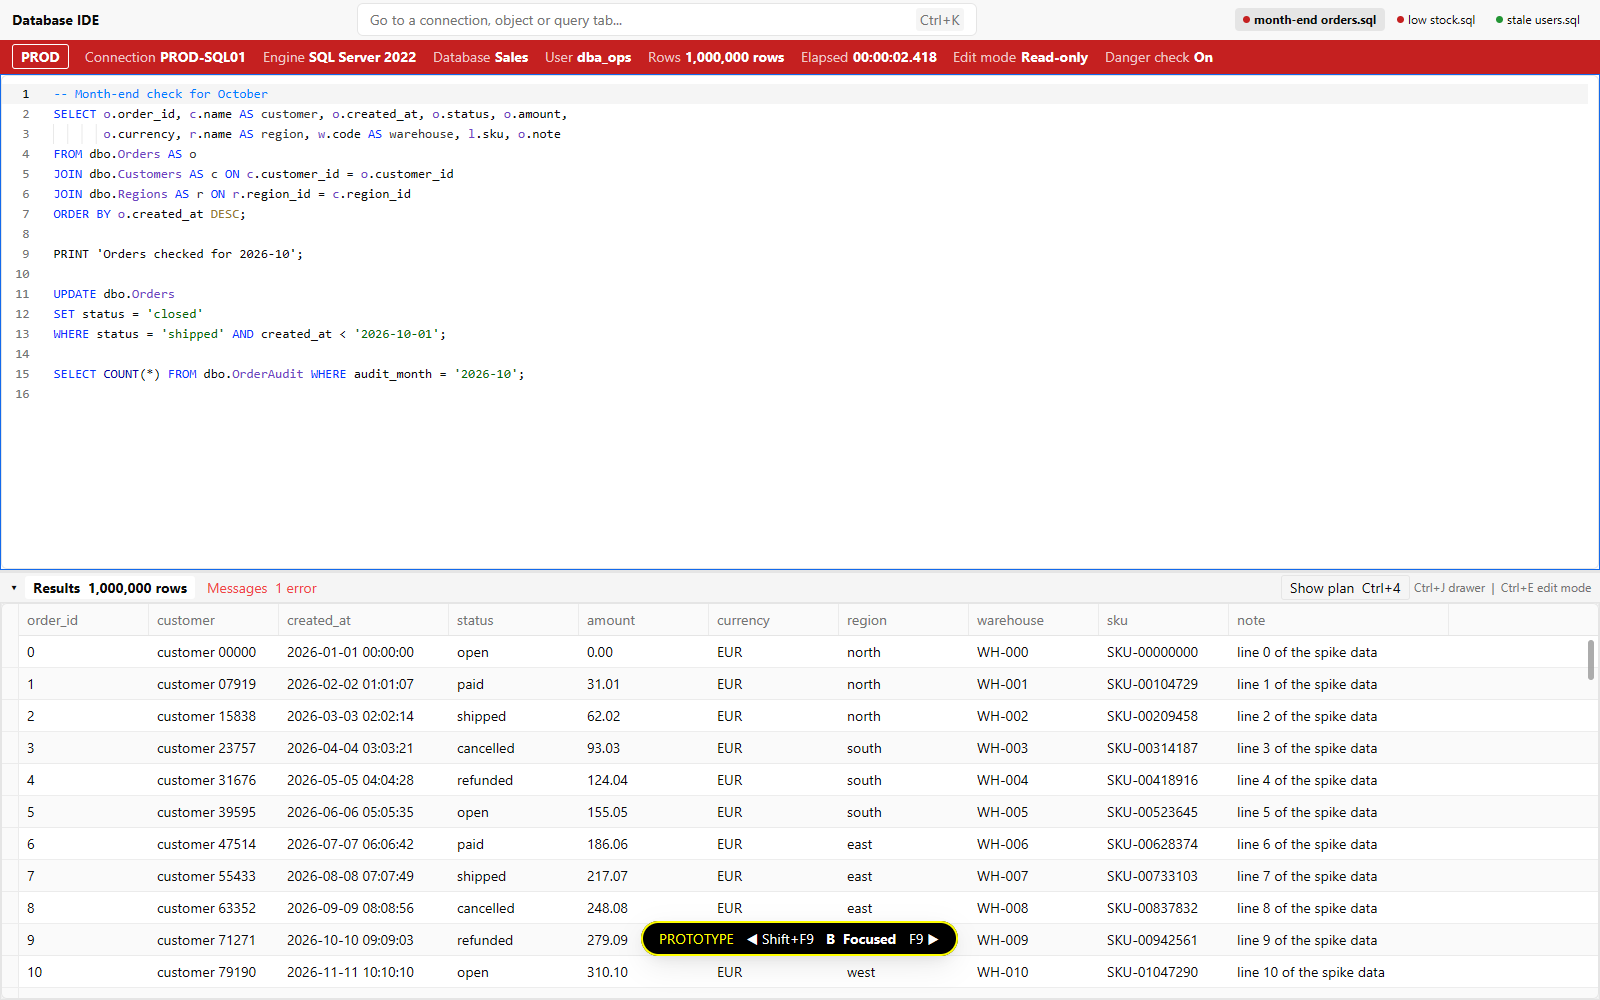 Database IDE
Go to a connection, object or query tab... Ctrl+K
month-end orders.sql low stock.sql stale users.sql
PROD Connection PROD-SQL01 Engine SQL Server 2022 Database Sales User dba_ops Rows 1,000,000 rows Elapsed 00:00:02.418 Edit mode Read-only Danger check On
1 -- Month-end check for October
2 SELECT o.order_id, c.name AS customer, o.created_at, o.status, o.amount,
3 o.currency, r.name AS region, w.code AS warehouse, l.sku, o.note
4 FROM dbo.Orders AS o
5 JOIN dbo.Customers AS c ON c.customer_id = o.customer_id
6 JOIN dbo.Regions AS r ON r.region_id = c.region_id
7 ORDER BY o.created_at DESC;
8
9 PRINT 'Orders checked for 2026-10';
10
11 UPDATE dbo.Orders
12 SET status = 'closed'
13 WHERE status = 'shipped' AND created_at < '2026-10-01';
14
15 SELECT COUNT(*) FROM dbo.OrderAudit WHERE audit_month = '2026-10';
16
Results 1,000,000 rows Messages 1 error Show plan Ctrl+4 Ctrl+J drawer | Ctrl+E edit mode
order_id customer created_at status amount currency region warehouse sku note
0 customer 00000 2026-01-01 00:00:00 open 0.00 EUR north WH-000 SKU-00000000 line 0 of the spike data
1 customer 07919 2026-02-02 01:01:07 paid 31.01 EUR north WH-001 SKU-00104729 line 1 of the spike data
2 customer 15838 2026-03-03 02:02:14 shipped 62.02 EUR north WH-002 SKU-00209458 line 2 of the spike data
3 customer 23757 2026-04-04 03:03:21 cancelled 93.03 EUR south WH-003 SKU-00314187 line 3 of the spike data
4 customer 31676 2026-05-05 04:04:28 refunded 124.04 EUR south WH-004 SKU-00418916 line 4 of the spike data
5 customer 39595 2026-06-06 05:05:35 open 155.05 EUR south WH-005 SKU-00523645 line 5 of the spike data
6 customer 47514 2026-07-07 06:06:42 paid 186.06 EUR east WH-006 SKU-00628374 line 6 of the spike data
7 customer 55433 2026-08-08 07:07:49 shipped 217.07 EUR east WH-007 SKU-00733103 line 7 of the spike data
8 customer 63352 2026-09-09 08:08:56 cancelled 248.08 EUR east WH-008 SKU-00837832 line 8 of the spike data
9 customer 71271 2026-10-10 09:09:03 refunded 279.09 WH-009 SKU-00942561 line 9 of the spike data
PROTOTYPE ◀ Shift+F9 B Focused F9 ▶
10 customer 79190 2026-11-11 10:10:10 open 310.10 EUR west WH-010 SKU-01047290 line 10 of the spike data